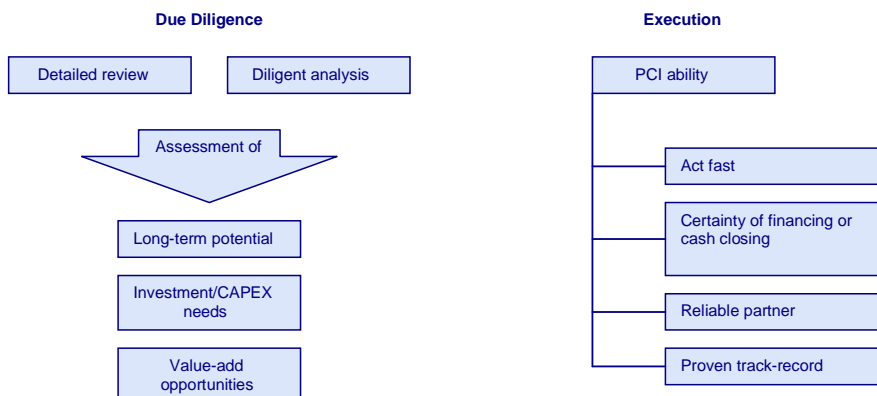 Due Diligence
Execution
Detailed review
Diligent analysis
PCI ability
Assessment of
Act fast
Long-term potential
Certainty of financing or
cash closing
Investment/CAPEX
needs
Reliable partner
Value-add
opportunities
Proven track-record